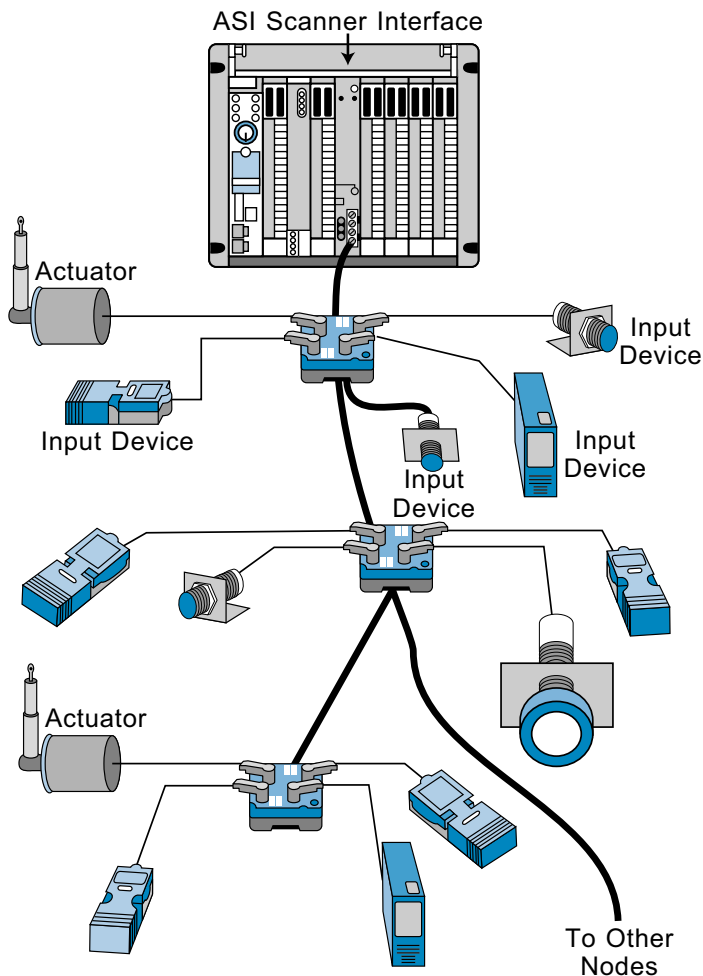 ASI Scanner Interface
Actuator
Input
Device
Input Device
Input
Device
Input
Device
Actuator
To Other
Nodes